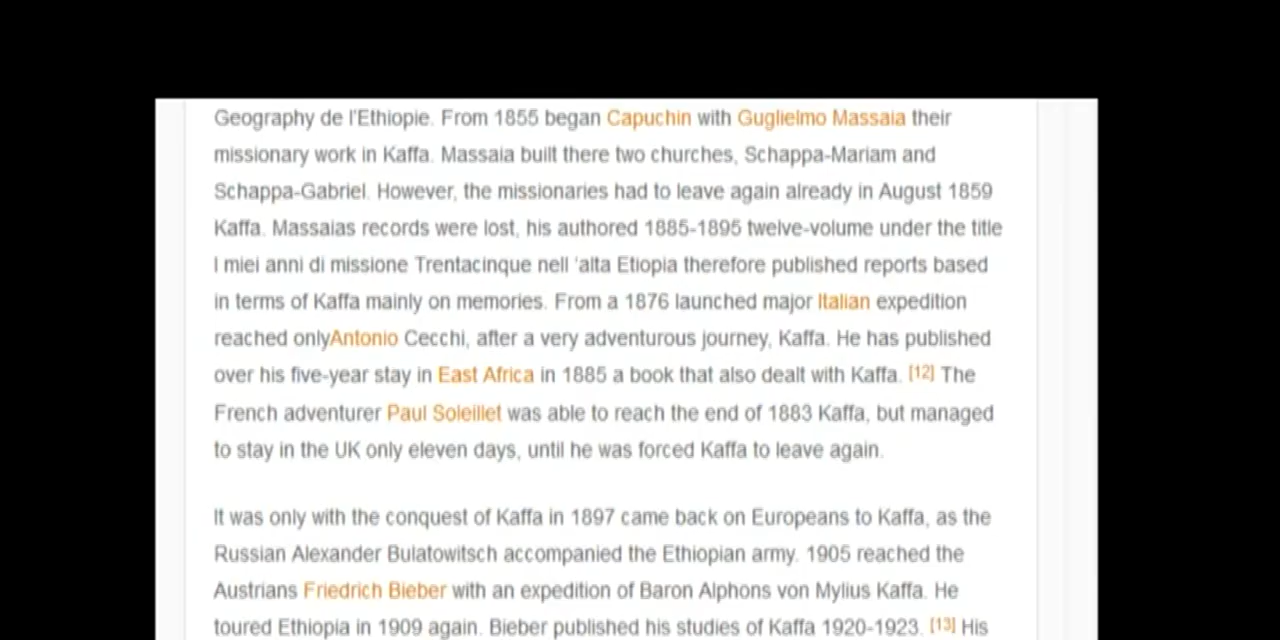 Geography de l'Ethiopie. From 1855 began Capuchin with Guglielmo Massaia their
missionary work in Kaffa. Massaia built there two churches, Schappa-Mariam and
Schappa-Gabriel. However, the missionaries had to leave again already in August 1859
Kaffa. Massaias records were lost, his authored 1885-1895 twelve-volume under the title
I miei anni di missione Trentacinque nell 'alta Etiopia therefore published reports based
in terms of Kaffa mainly on memories. From a 1876 launched major Italian expedition
reached onlyAntonio Cecchi, after a very adventurous journey, Kaffa. He has published
over his five-year stay in East Africa in 1885 a book that also dealt with Kaffa. [12] The
French adventurer Paul Soleillet was able to reach the end of 1883 Kaffa, but managed
to stay in the UK only eleven days, until he was forced Kaffa to leave again.
It was only with the conquest of Kaffa in 1897 came back on Europeans to Kaffa, as the
Russian Alexander Bulatowitsch accompanied the Ethiopian army. 1905 reached the
Austrians Friedrich Bieber with an expedition of Baron Alphons von Mylius Kaffa. He
toured Ethiopia in 1909 again. Bieber published his studies of Kaffa 1920-1923. [13] His